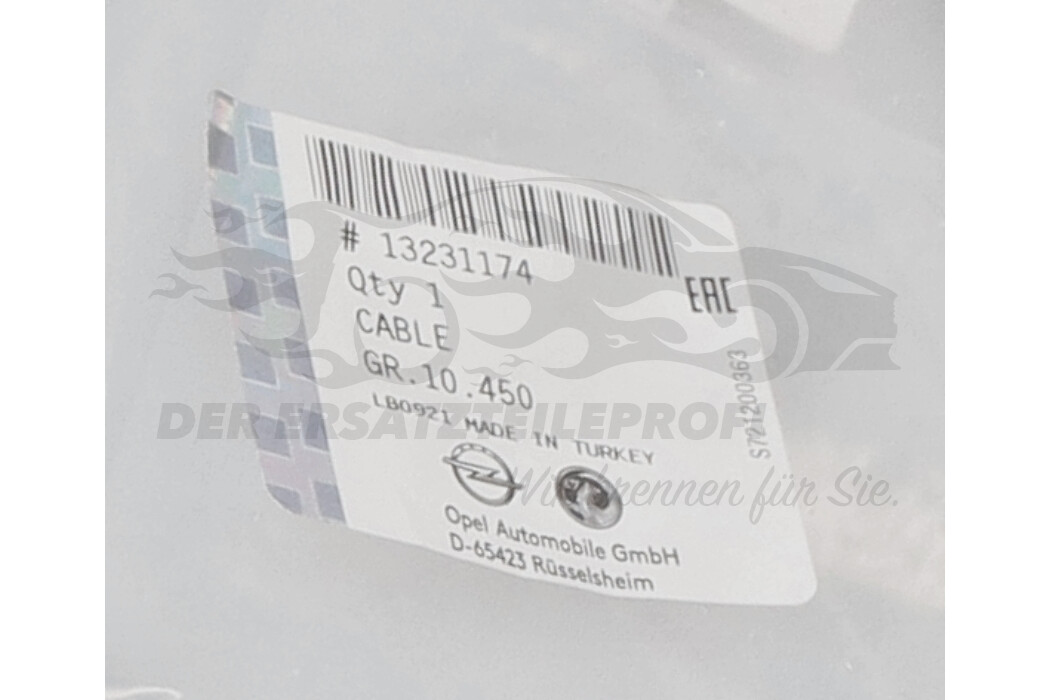 # 13231174
Qty 1
CABLE
GR.10.450
LB0921 MADE IN TURKEY
EAC
S721200363
Opel Automobile GmbH
D-65423 Rüsselsheim
DER ERSATZTEILEPROFI
Wir brennen für Sie.